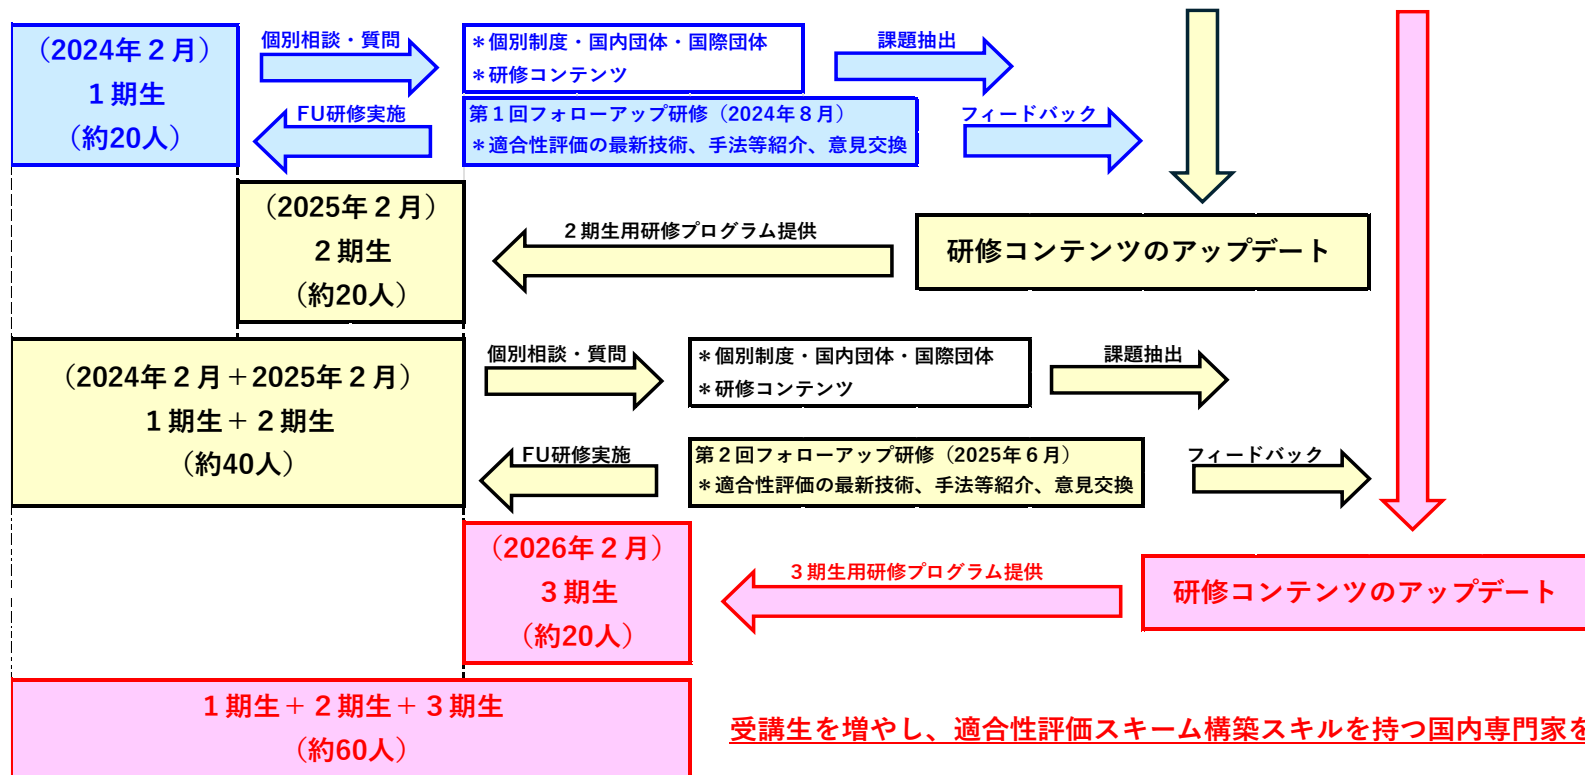 （2024年２月）
１期生
（約20人）
個別相談・質問
＊個別制度・国内団体・国際団体
＊研修コンテンツ
課題抽出
FU研修実施
第１回フォローアップ研修（2024年８月）
＊適合性評価の最新技術、手法等紹介、意見交換
フィードバック
（2025年２月）
２期生
（約20人）
２期生用研修プログラム提供
研修コンテンツのアップデート
（2024年２月＋2025年２月）
１期生＋２期生
（約40人）
個別相談・質問
＊個別制度・国内団体・国際団体
＊研修コンテンツ
課題抽出
FU研修実施
第２回フォローアップ研修（2025年６月）
＊適合性評価の最新技術、手法等紹介、意見交換
フィードバック
（2026年２月）
３期生
（約20人）
３期生用研修プログラム提供
研修コンテンツのアップデート
１期生＋２期生＋３期生
（約60人）
受講生を増やし、適合性評価スキーム構築スキルを持つ国内専門家を